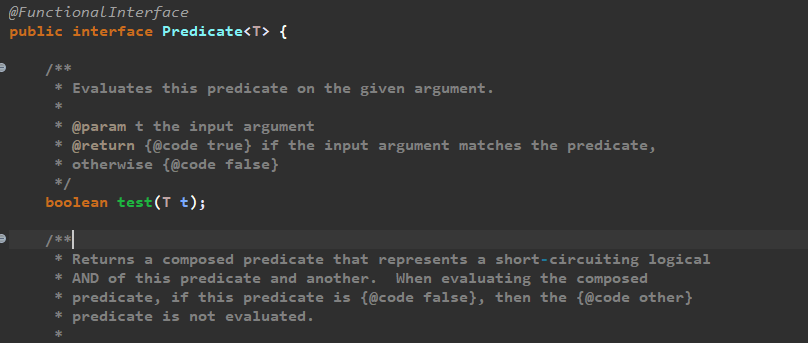 @FunctionalInterface
public interface Predicate<T> {
/**
* Evaluates this predicate on the given argument.
*
* @param t the input argument
* @return {@code true} if the input argument matches the predicate,
* otherwise {@code false}
*/
boolean test(T t);
/**
* Returns a composed predicate that represents a short-circuiting logical
* AND of this predicate and another.  When evaluating the composed
* predicate, if this predicate is {@code false}, then the {@code other}
* predicate is not evaluated.
*